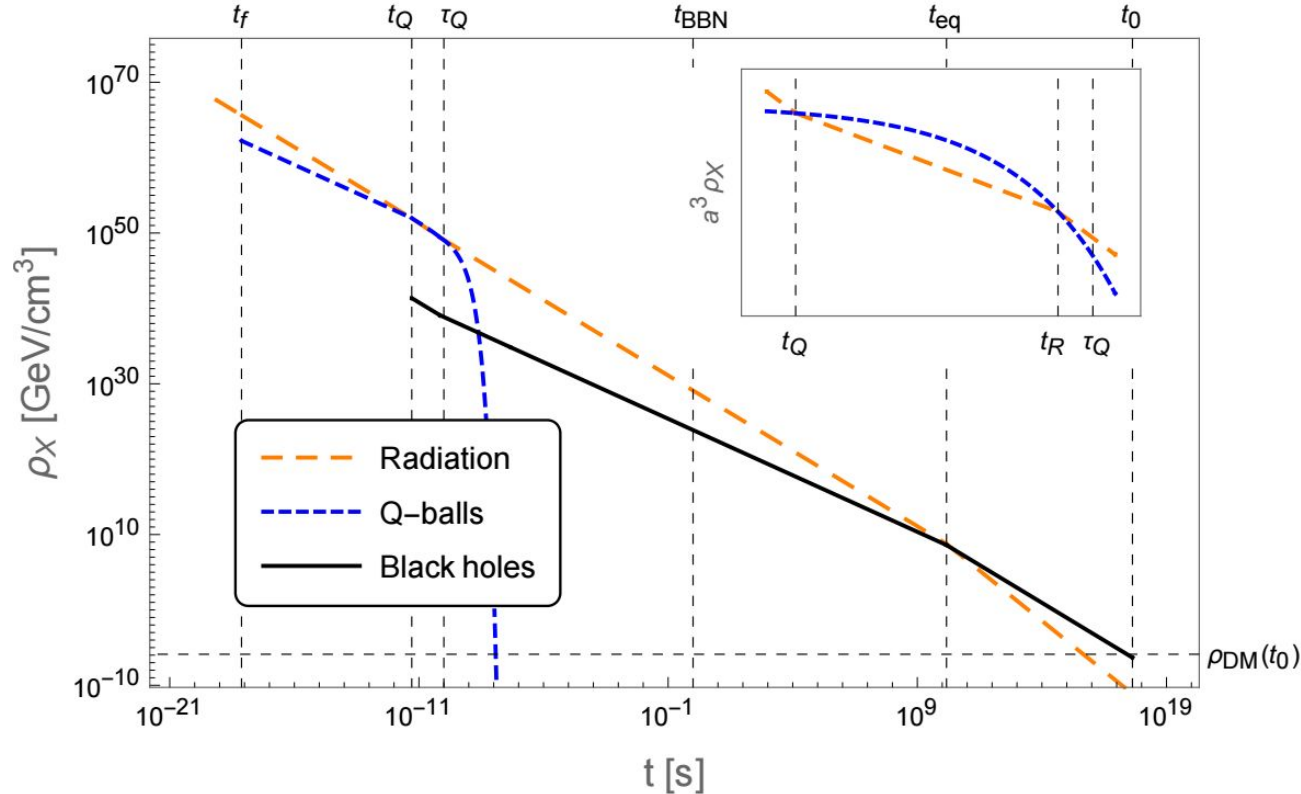 t_f t_Q τ_Q t_BBN t_eq t_0
10^70
10^50
10^30
10^10
10^-10
ρ_X [GeV/cm^3]
a^3 ρ_X
t_Q t_R τ_Q
Radiation
Q-balls
Black holes
ρ_DM(t_0)
10^-21 10^-11 10^-1 10^9 10^19
t [s]